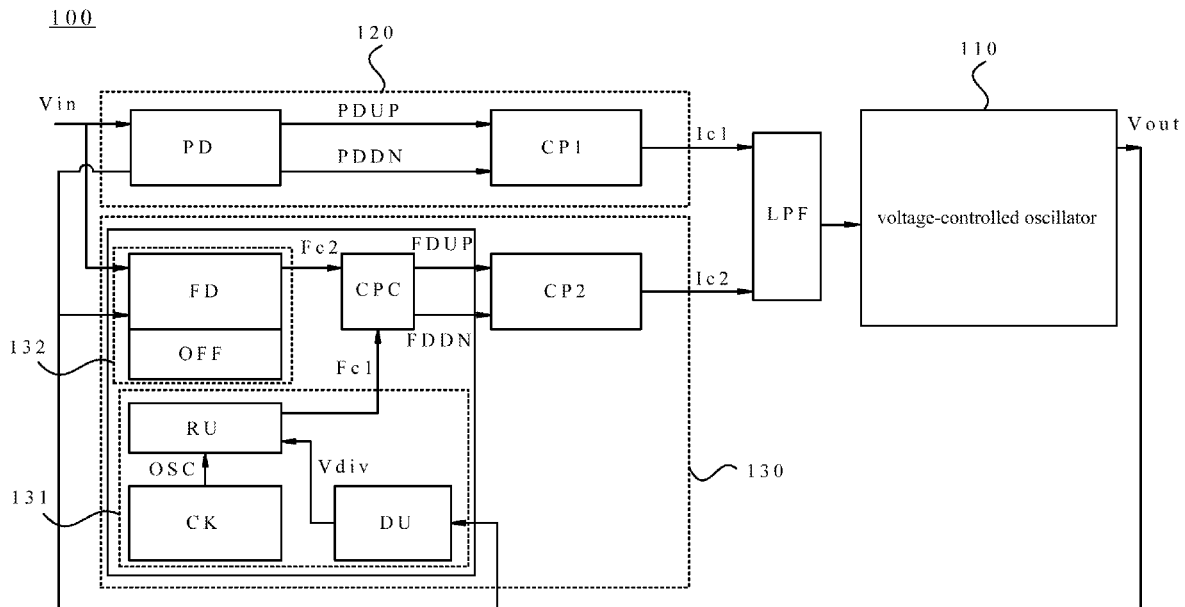 100
120
110
Vin
PDUP
PD
CP1
Ic1
Vout
PDDN
LPF
voltage-controlled oscillator
Fc2
FDUP
FD
CPC
CP2
Ic2
FDDN
OFF
132
Fc1
RU
OSC
Vdiv
130
131
CK
DU